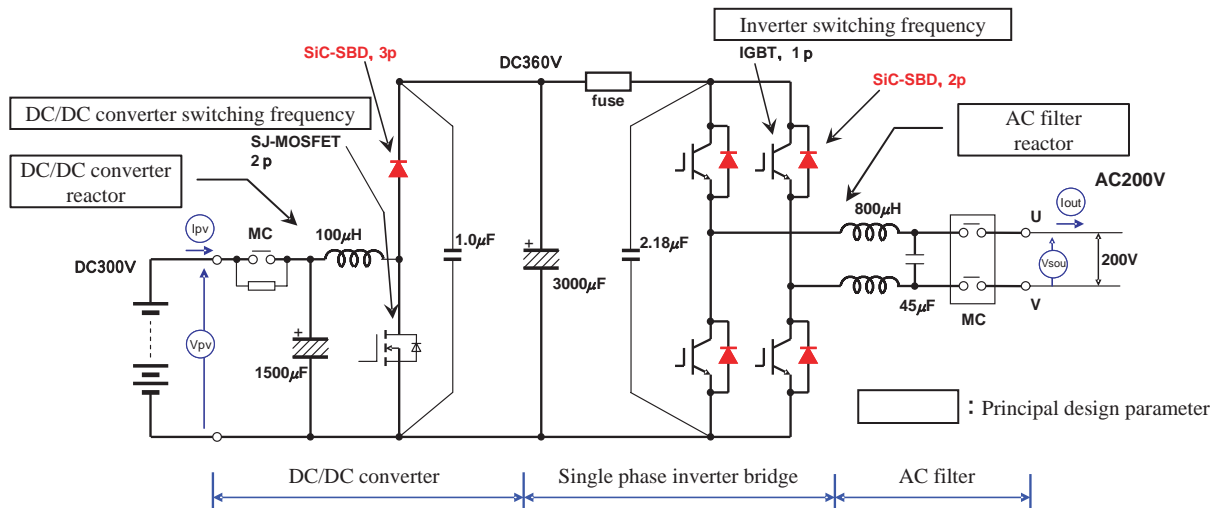 Inverter switching frequency
IGBT, 1 p
SiC-SBD, 3p
DC360V
SiC-SBD, 2p
fuse
DC/DC converter switching frequency
SJ-MOSFET
2 p
AC filter
reactor
DC/DC converter
reactor
AC200V
Ipv
MC
100μH
1.0μF
2.18μF
800μH
U
Iout
DC300V
3000μF
Vsou
200V
Vpv
1500μF
45μF
MC
V
: Principal design parameter
DC/DC converter
Single phase inverter bridge
AC filter